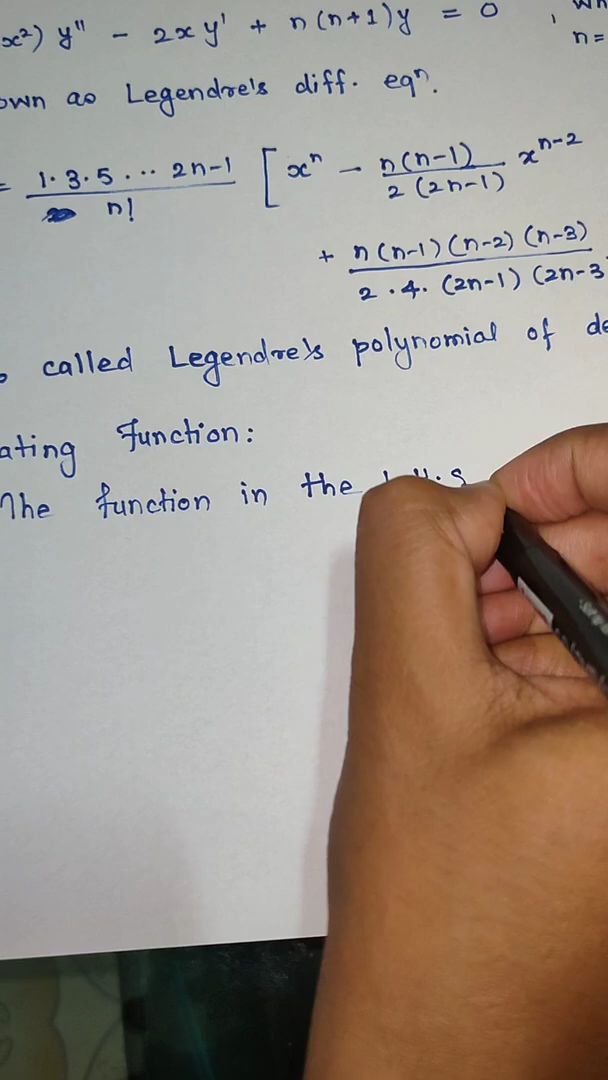 x²) y" - 2x y' + n(n+1)y = 0 ,
n=
own as Legendre's diff. eqⁿ.
= 1·3·5 ... 2n-1 / n! [ xⁿ - n(n-1) / 2(2n-1) xⁿ⁻²
+ n(n-1)(n-2)(n-3) / 2·4·(2n-1)(2n-3
called Legendre's polynomial of de
ating Function:
The function in the